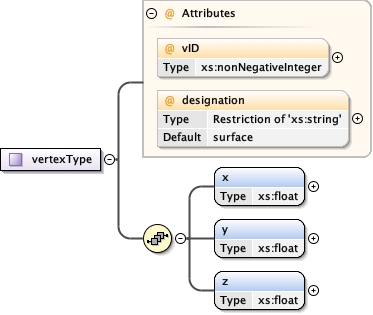 @ Attributes
@ vID
Type xs:nonNegativeInteger
@ designation
Type Restriction of 'xs:string'
Default surface
vertexType
x
Type xs:float
y
Type xs:float
z
Type xs:float